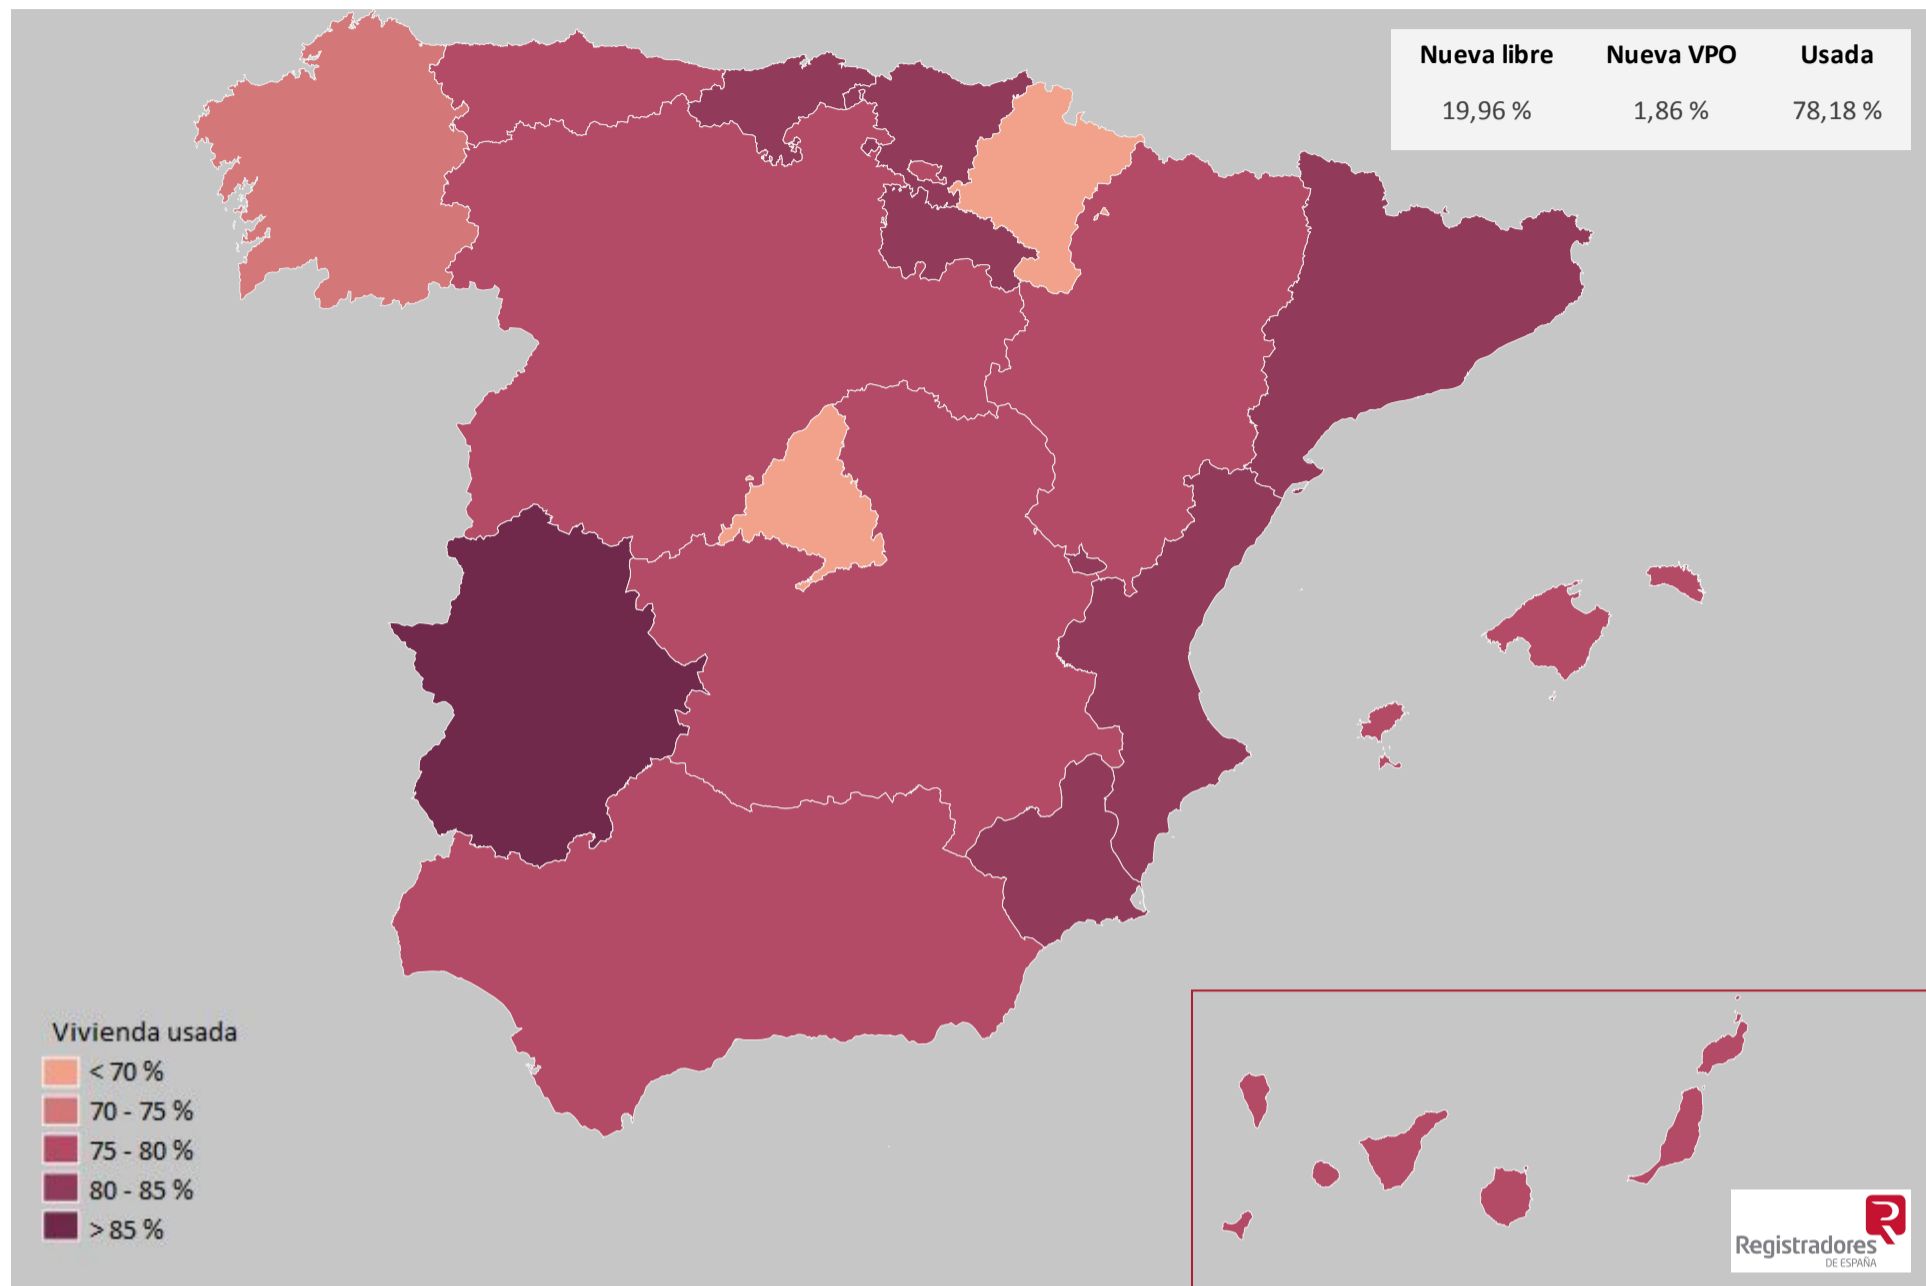 Nueva libre Nueva VPO Usada
19,96 % 1,86 % 78,18 %
Vivienda usada
< 70 %
70 - 75 %
75 - 80 %
80 - 85 %
> 85 %
Registradores
DE ESPAÑA